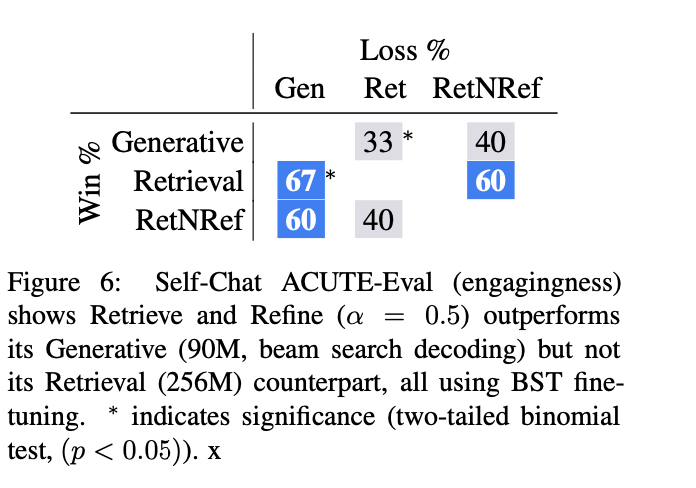 Loss %
Gen Ret RetNRef
Win %
Generative 33 * 40
Retrieval 67 * 60
RetNRef 60 40
Figure 6: Self-Chat ACUTE-Eval (engagingness)
shows Retrieve and Refine (α = 0.5) outperforms
its Generative (90M, beam search decoding) but not
its Retrieval (256M) counterpart, all using BST fine-
tuning. * indicates significance (two-tailed binomial
test, (p < 0.05)). x